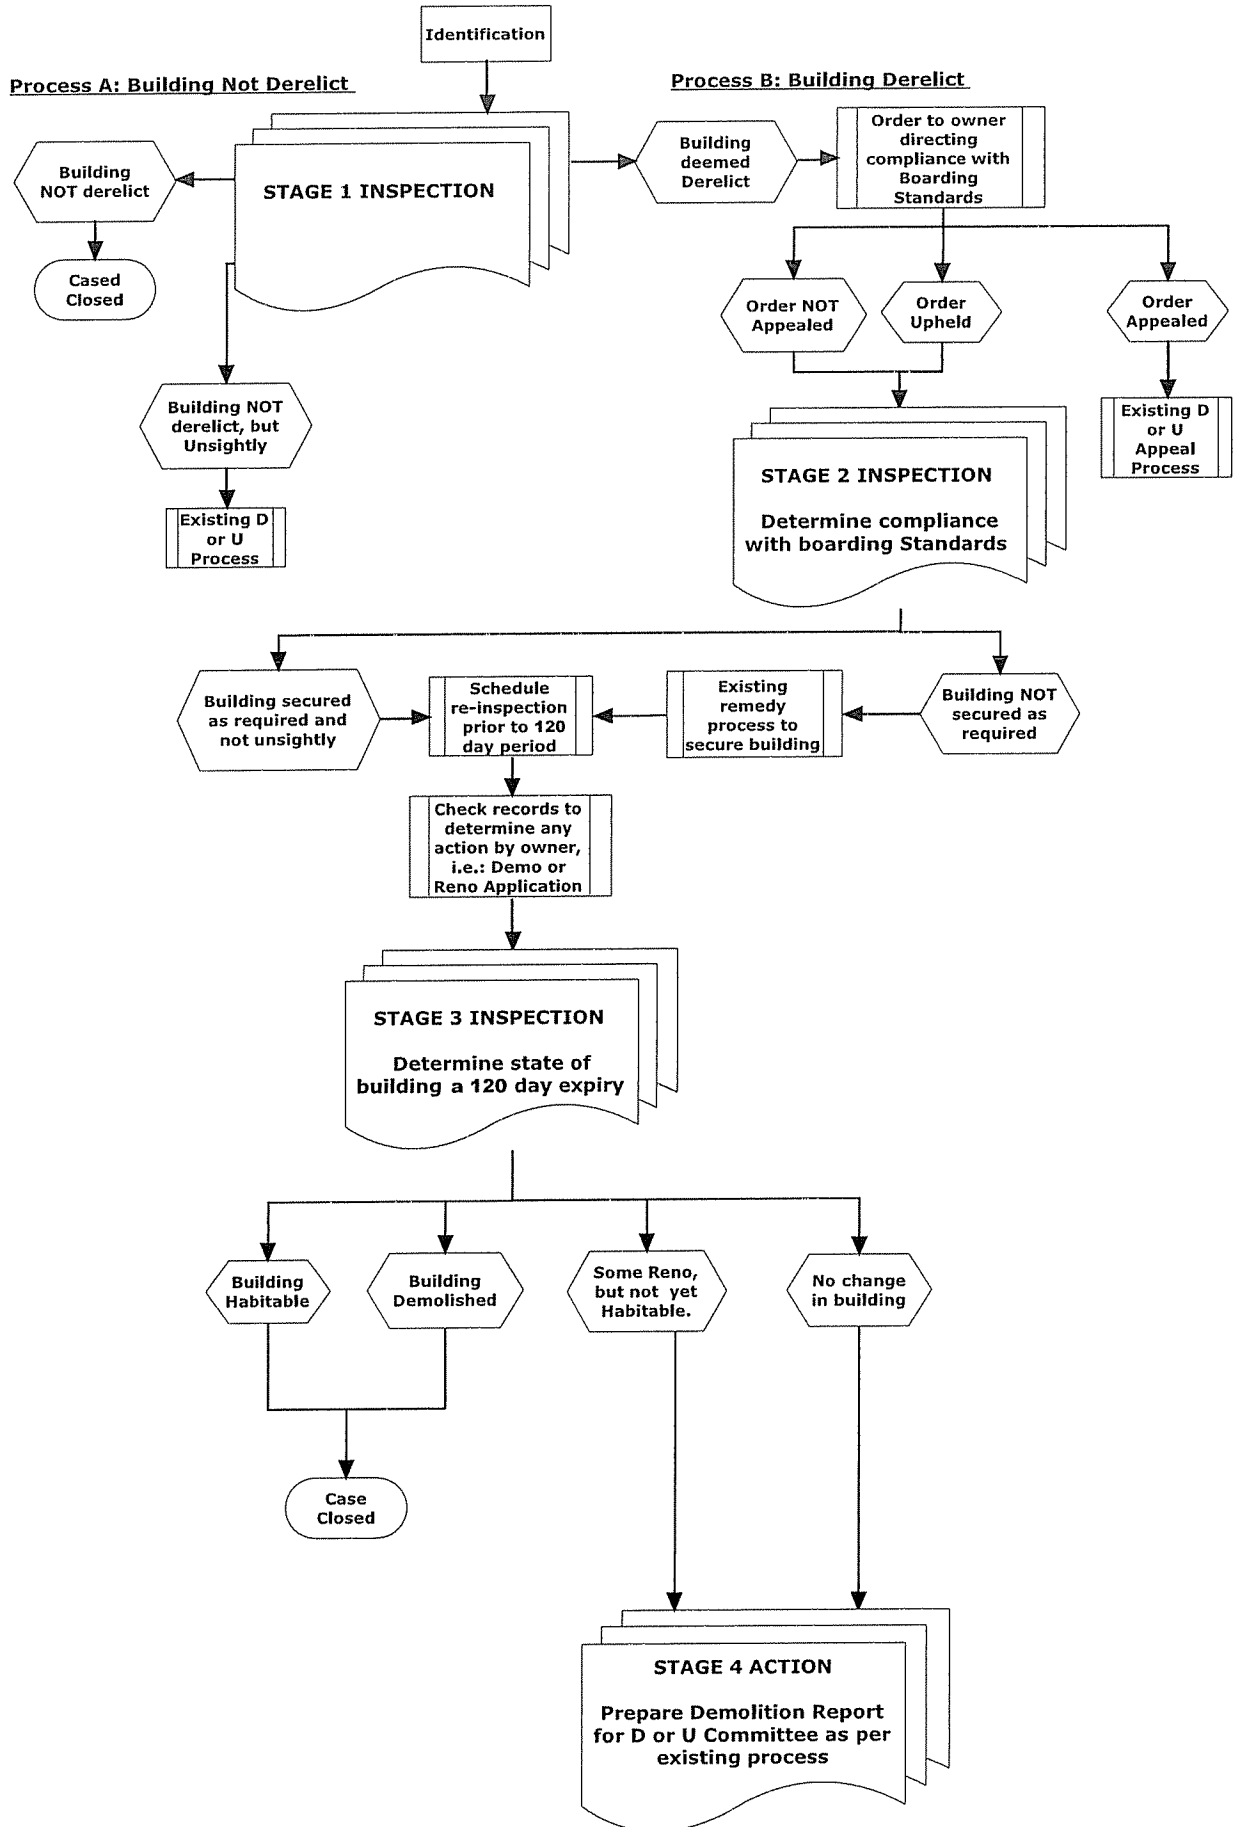 Identification
Process A: Building Not Derelict
Process B: Building Derelict
STAGE 1 INSPECTION
Building
NOT derelict
Cased
Closed
Building NOT
derelict, but
Unsightly
Existing D
or U
Process
Building
deemed
Derelict
Order to owner
directing
compliance with
Boarding
Standards
Order NOT
Appealed
Order
Upheld
Order
Appealed
Existing D
or U
Appeal
Process
STAGE 2 INSPECTION
Determine compliance
with boarding Standards
Building secured
as required and
not unsightly
Schedule
re-inspection
prior to 120
day period
Existing
remedy
process to
secure building
Building NOT
secured as
required
Check records to
determine any
action by owner,
i.e.: Demo or
Reno Application
STAGE 3 INSPECTION
Determine state of
building a 120 day expiry
Building
Habitable
Building
Demolished
Some Reno,
but not yet
Habitable.
No change
in building
Case
Closed
STAGE 4 ACTION
Prepare Demolition Report
for D or U Committee as per
existing process